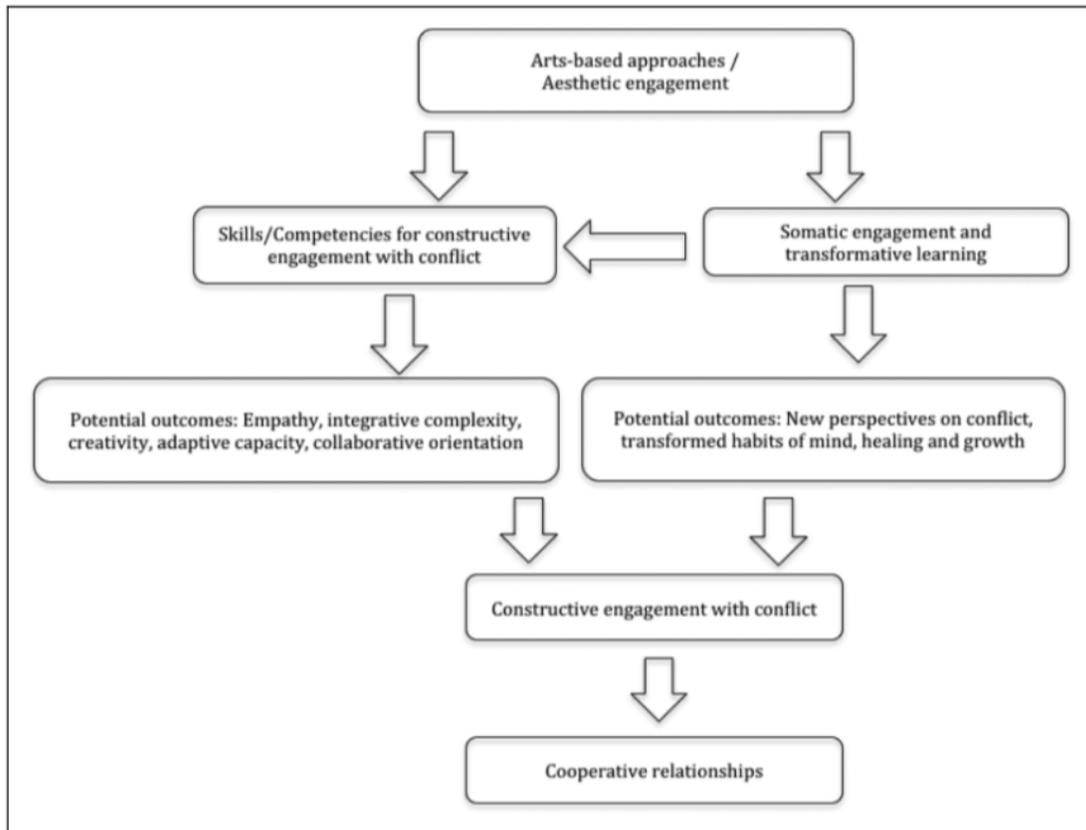 Arts-based approaches /
Aesthetic engagement
Skills/Competencies for constructive
engagement with conflict
Somatic engagement and
transformative learning
Potential outcomes: Empathy, integrative complexity,
creativity, adaptive capacity, collaborative orientation
Potential outcomes: New perspectives on conflict,
transformed habits of mind, healing and growth
Constructive engagement with conflict
Cooperative relationships